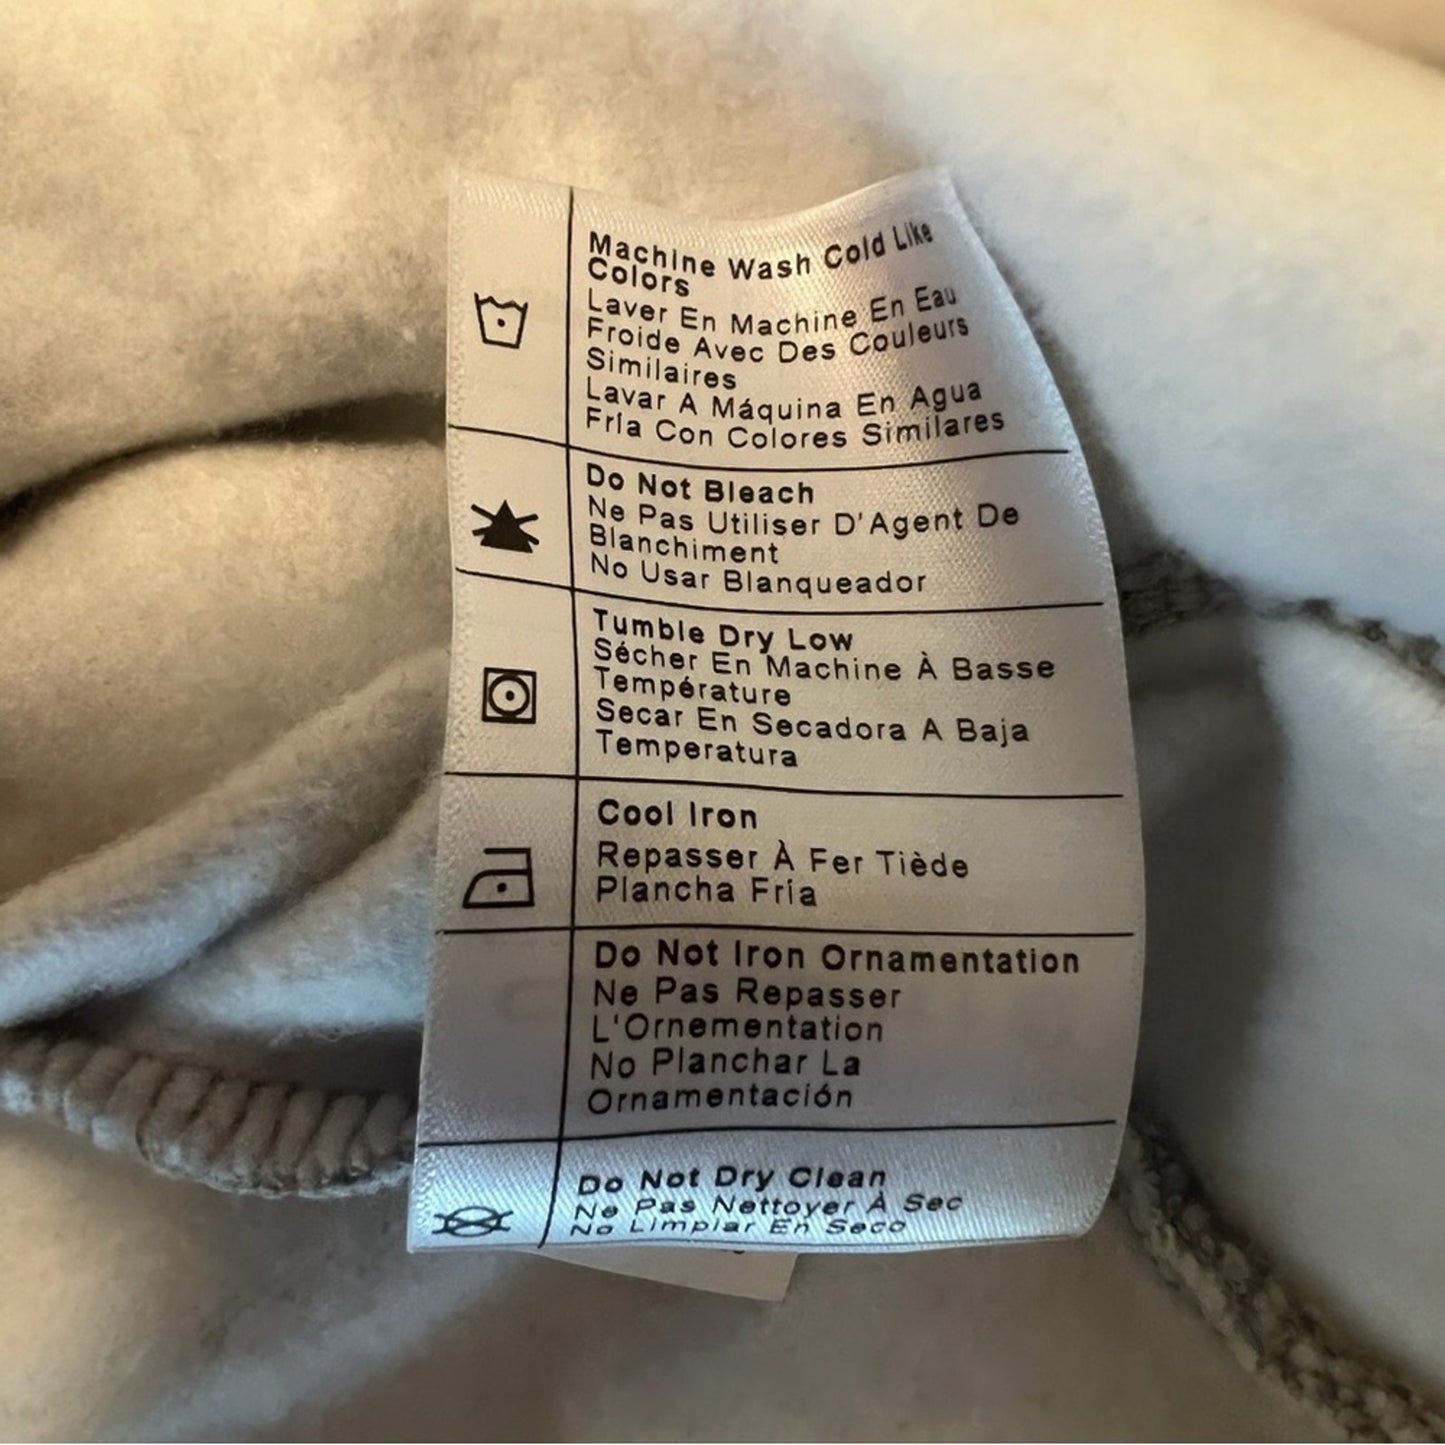 Machine Wash Cold Like
Colors
Laver En Machine En Eau
Froide Avec Des Couleurs
Similaires
Lavar A Máquina En Agua
Fría Con Colores Similares
Do Not Bleach
Ne Pas Utiliser D'Agent De
Blanchiment
No Usar Blanqueador
Tumble Dry Low
Sécher En Machine À Basse
Température
Secar En Secadora A Baja
Temperatura
Cool Iron
Repasser À Fer Tiède
Plancha Fría
Do Not Iron Ornamentation
Ne Pas Repasser
L'Ornementation
No Planchar La
Ornamentación
Do Not Dry Clean
Ne Pas Nettoyer À Sec
No Limpiar En Seco